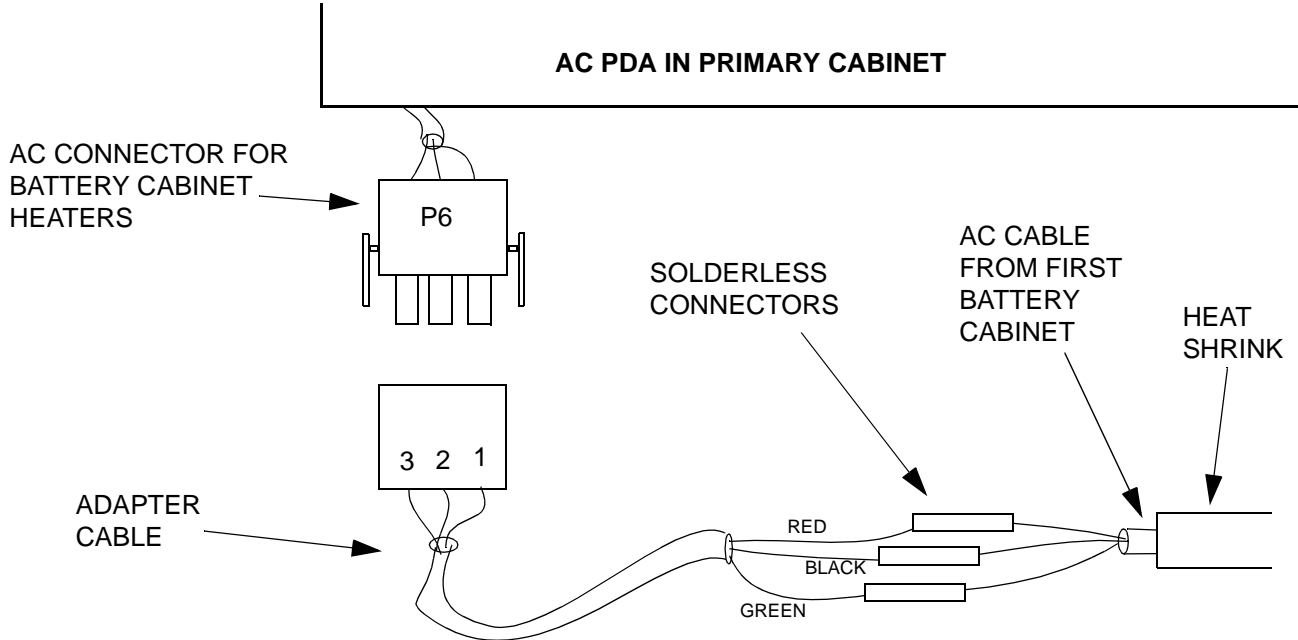 AC PDA IN PRIMARY CABINET
AC CONNECTOR FOR
BATTERY CABINET
HEATERS
P6
SOLDERLESS
CONNECTORS
AC CABLE
FROM FIRST
BATTERY
CABINET
HEAT
SHRINK
3 2 1
ADAPTER
CABLE
RED
BLACK
GREEN